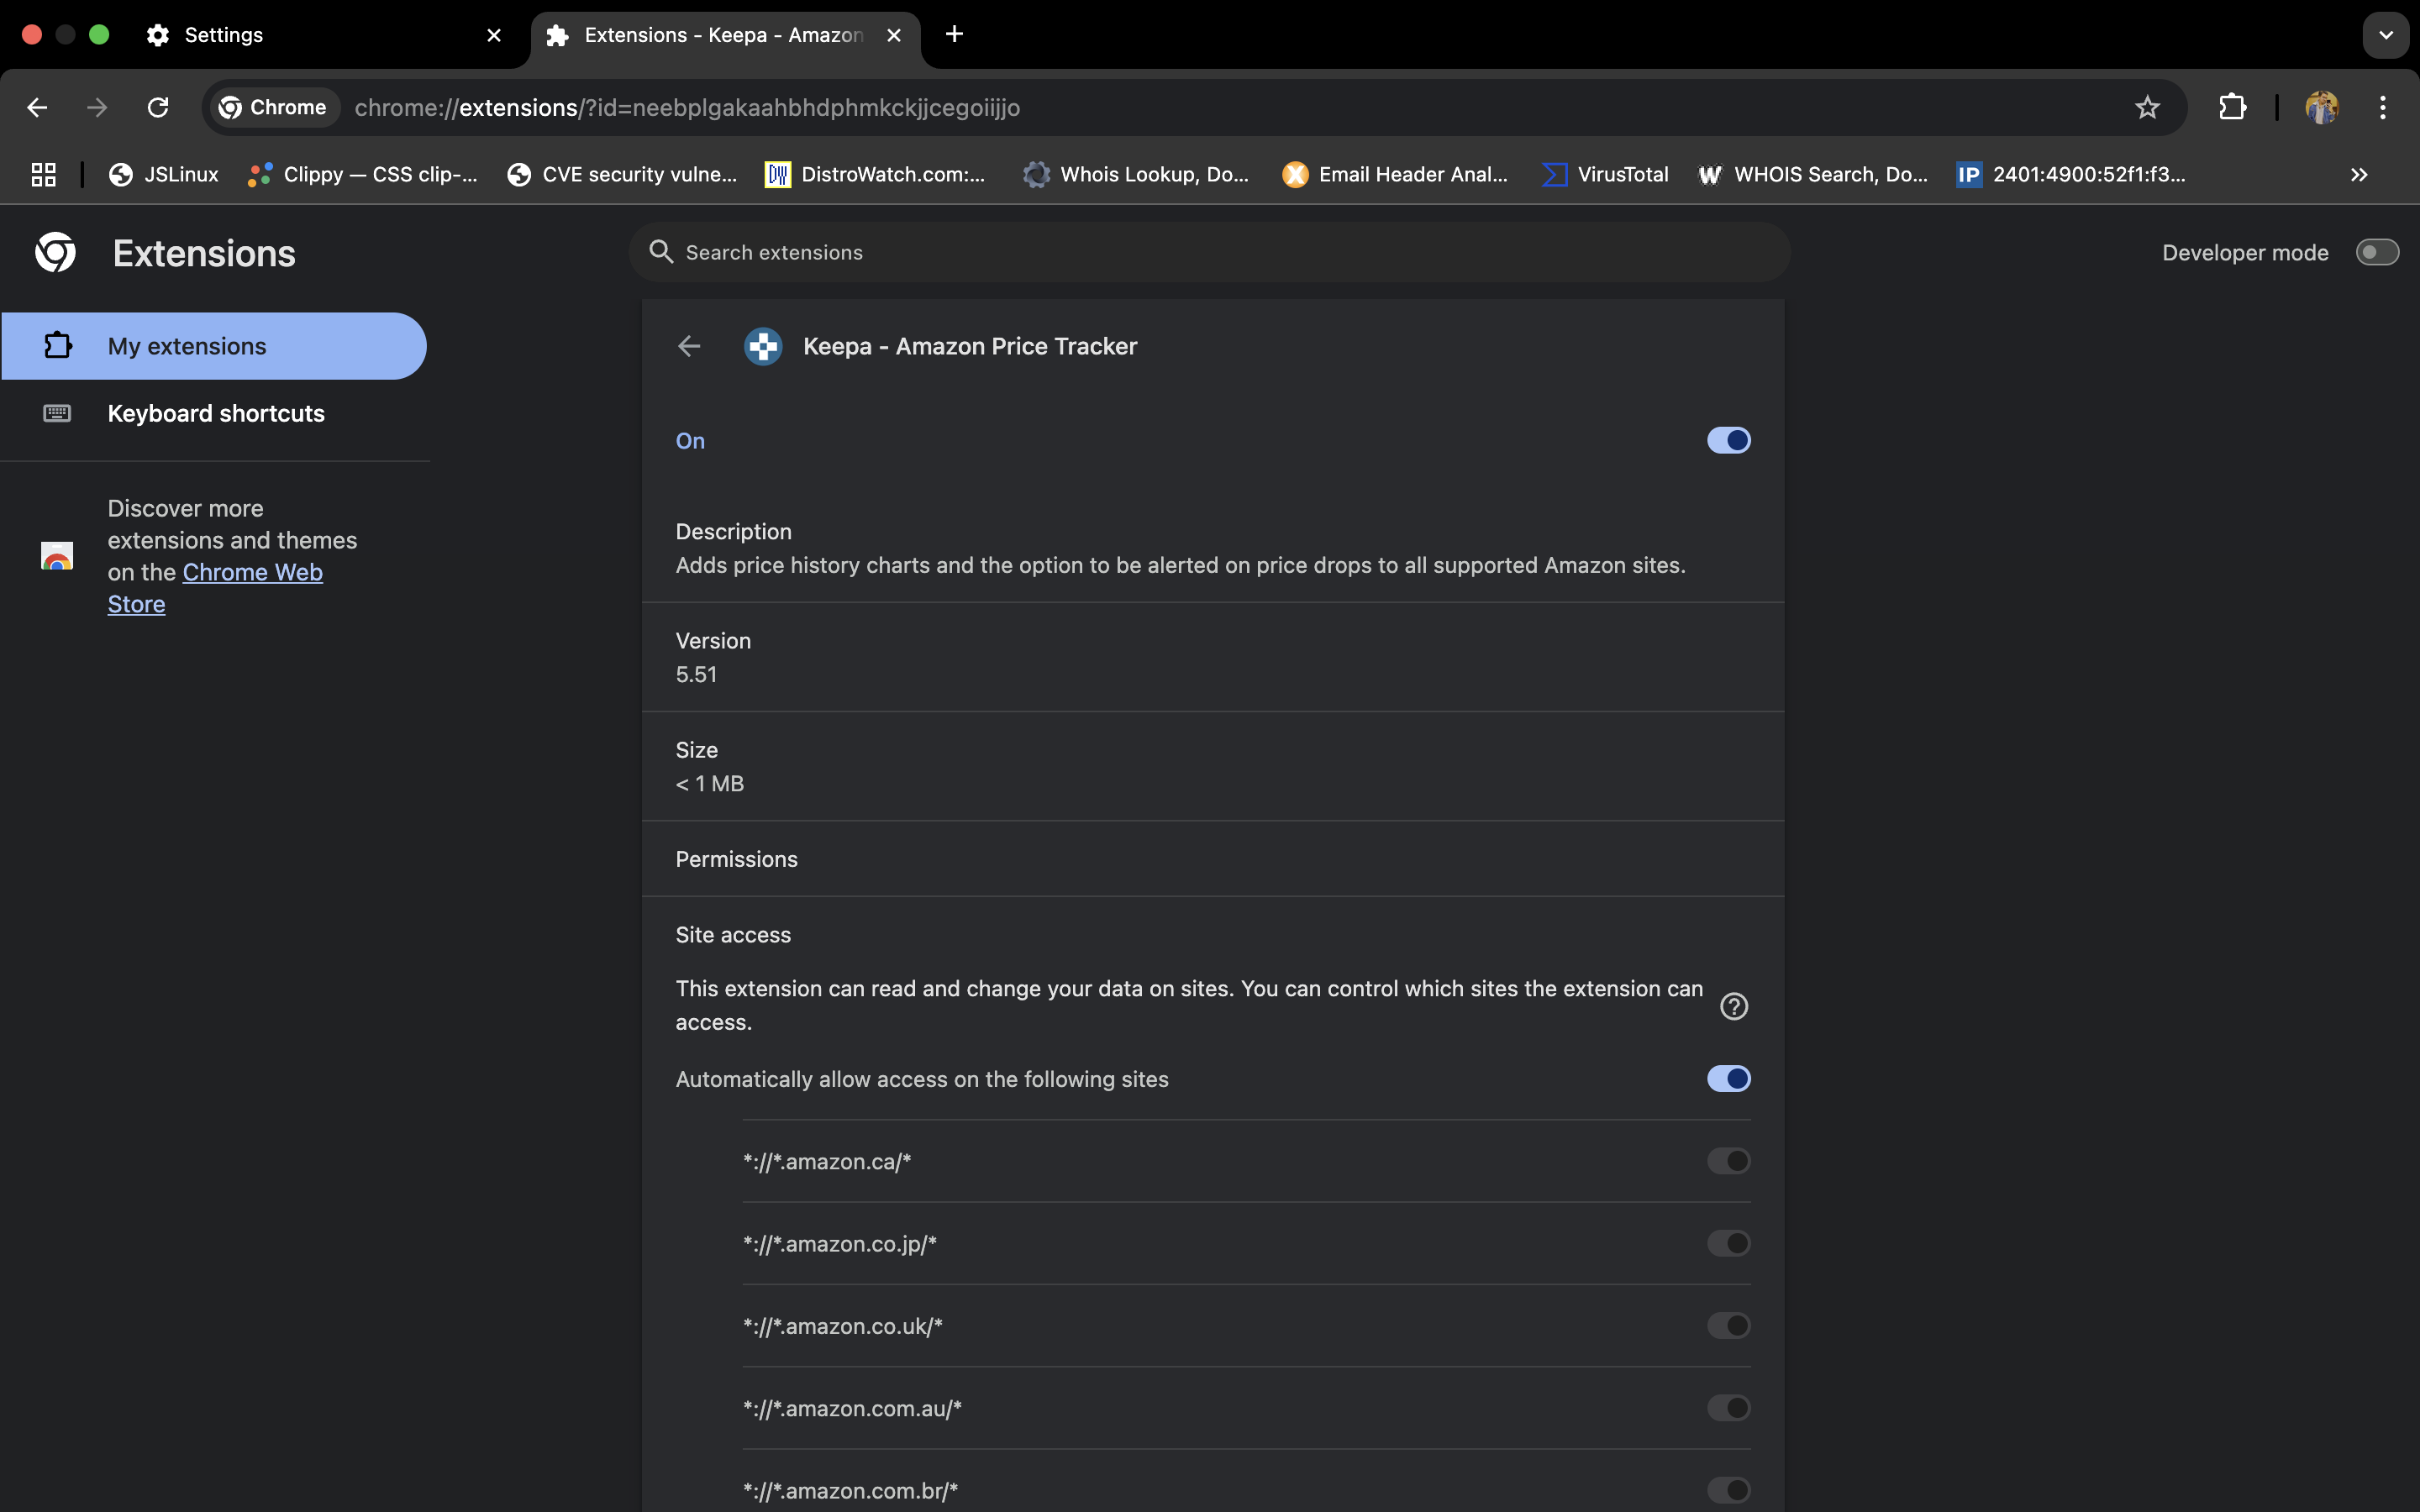 Settings
Extensions - Keepa - Amazon
Chrome
chrome://extensions/?id=neebplgakaahbhdphmkckjjcegoiijjo
JSLinux
Clippy — CSS clip-...
CVE security vulne...
DW
DistroWatch.com:...
Whois Lookup, Do...
Email Header Anal...
VirusTotal
W
WHOIS Search, Do...
IP
2401:4900:52f1:f3...
Extensions
Search extensions
Developer mode
My extensions
Keyboard shortcuts
Discover more
extensions and themes
on the Chrome Web
Store
Keepa - Amazon Price Tracker
On
Description
Adds price history charts and the option to be alerted on price drops to all supported Amazon sites.
Version
5.51
Size
< 1 MB
Permissions
Site access
This extension can read and change your data on sites. You can control which sites the extension can
access.
Automatically allow access on the following sites
*://*.amazon.ca/*
*://*.amazon.co.jp/*
*://*.amazon.co.uk/*
*://*.amazon.com.au/*
*://*.amazon.com.br/*